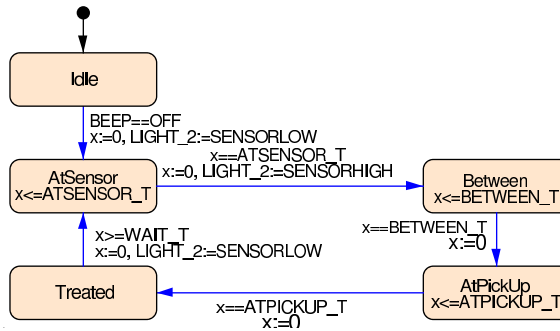 Idle
BEEP==OFF
x:=0, LIGHT_2:=SENSORLOW
x==ATSENSOR_T
x:=0, LIGHT_2:=SENSORHIGH
AtSensor
x<=ATSENSOR_T
Between
x<=BETWEEN_T
x>=WAIT_T
x:=0, LIGHT_2:=SENSORLOW
x==BETWEEN_T
x:=0
Treated
AtPickUp
x<=ATPICKUP_T
x==ATPICKUP_T
x:=0